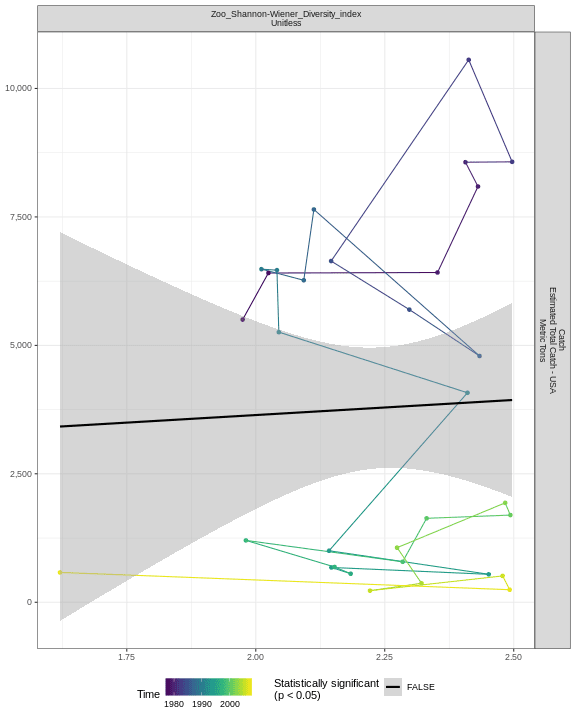 Zoo_Shannon-Wiener_Diversity_index
Unitless
10,000
7,500
5,000
2,500
0
Catch
Estimated Total Catch - USA
Metric Tons
1.75
2.00
2.25
2.50
Time
1980
1990
2000
Statistically significant
(p < 0.05)
FALSE